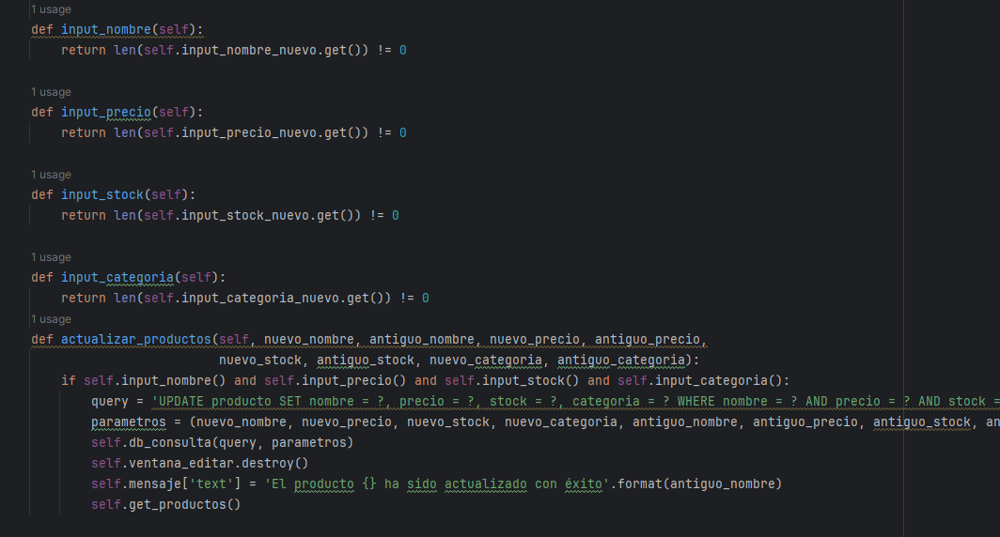 1 usage
def input_nombre(self):
    return len(self.input_nombre_nuevo.get()) != 0
1 usage
def input_precio(self):
    return len(self.input_precio_nuevo.get()) != 0
1 usage
def input_stock(self):
    return len(self.input_stock_nuevo.get()) != 0
1 usage
def input_categoria(self):
    return len(self.input_categoria_nuevo.get()) != 0
1 usage
def actualizar_productos(self, nuevo_nombre, antiguo_nombre, nuevo_precio, antiguo_precio,
                         nuevo_stock, antiguo_stock, nuevo_categoria, antiguo_categoria):
    if self.input_nombre() and self.input_precio() and self.input_stock() and self.input_categoria():
        query = 'UPDATE producto SET nombre = ?, precio = ?, stock = ?, categoria = ? WHERE nombre = ? AND precio = ? AND stock =
        parametros = (nuevo_nombre, nuevo_precio, nuevo_stock, nuevo_categoria, antiguo_nombre, antiguo_precio, antiguo_stock, an
        self.db_consulta(query, parametros)
        self.ventana_editar.destroy()
        self.mensaje['text'] = 'El producto {} ha sido actualizado con éxito'.format(antiguo_nombre)
        self.get_productos()